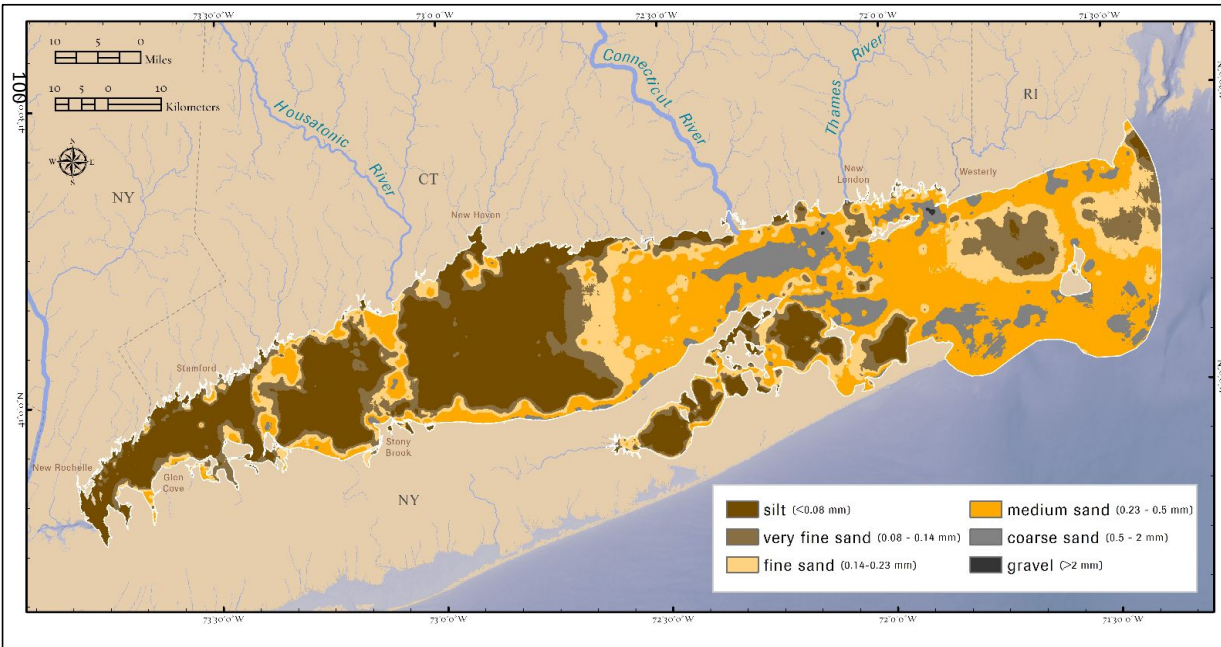 73°30'0"W
73°0'0"W
72°30'0"W
72°0'0"W
71°30'0"W
10 5 0
Miles
10 5 0 10
Kilometers
100
N
W E
S
Housatonic
River
Connecticut
River
Thames
River
RI
NY
CT
New
London
Westerly
New Haven
Stamford
New Rochelle
Glen
Cove
Stony
Brook
NY
silt (<0.08 mm)
very fine sand (0.08 - 0.14 mm)
fine sand (0.14-0.23 mm)
medium sand (0.23 - 0.5 mm)
coarse sand (0.5 - 2 mm)
gravel (>2 mm)
73°30'0"W
73°0'0"W
72°30'0"W
72°0'0"W
71°30'0"W